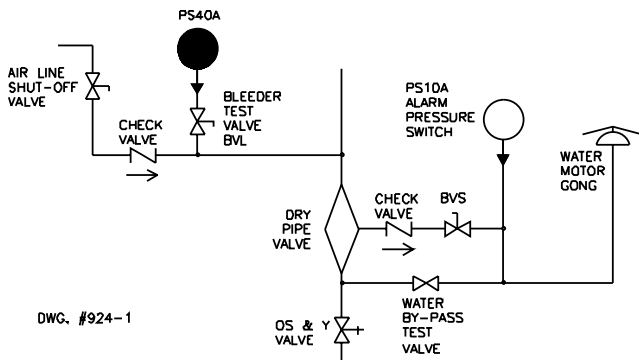 PS40A
AIR LINE
SHUT-OFF
VALVE
BLEEDER
TEST
VALVE
BVL
CHECK
VALVE
PS10A
ALARM
PRESSURE
SWITCH
WATER
MOTOR
GONG
DRY
PIPE
VALVE
CHECK
VALVE
BVS
WATER
BY-PASS
TEST
VALVE
OS & Y
VALVE
DWG. #924-1